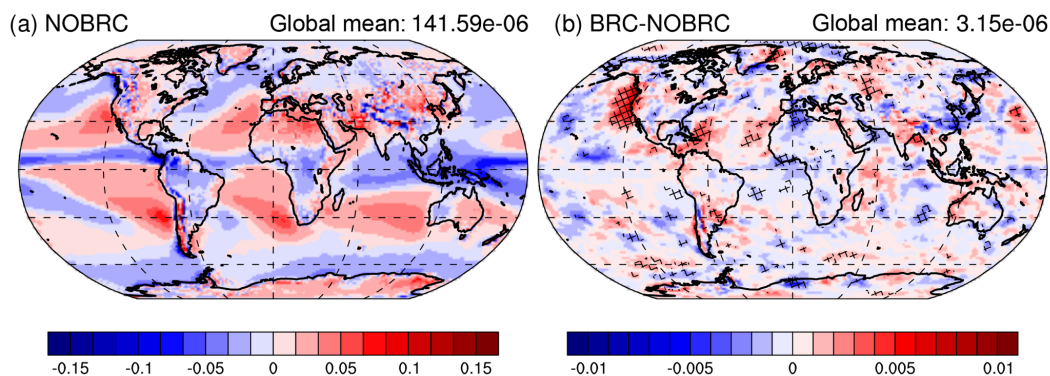 (a) NOBRC Global mean: 141.59e-06
(b) BRC-NOBRC Global mean: 3.15e-06
-0.15 -0.1 -0.05 0 0.05 0.1 0.15
-0.01 -0.005 0 0.005 0.01